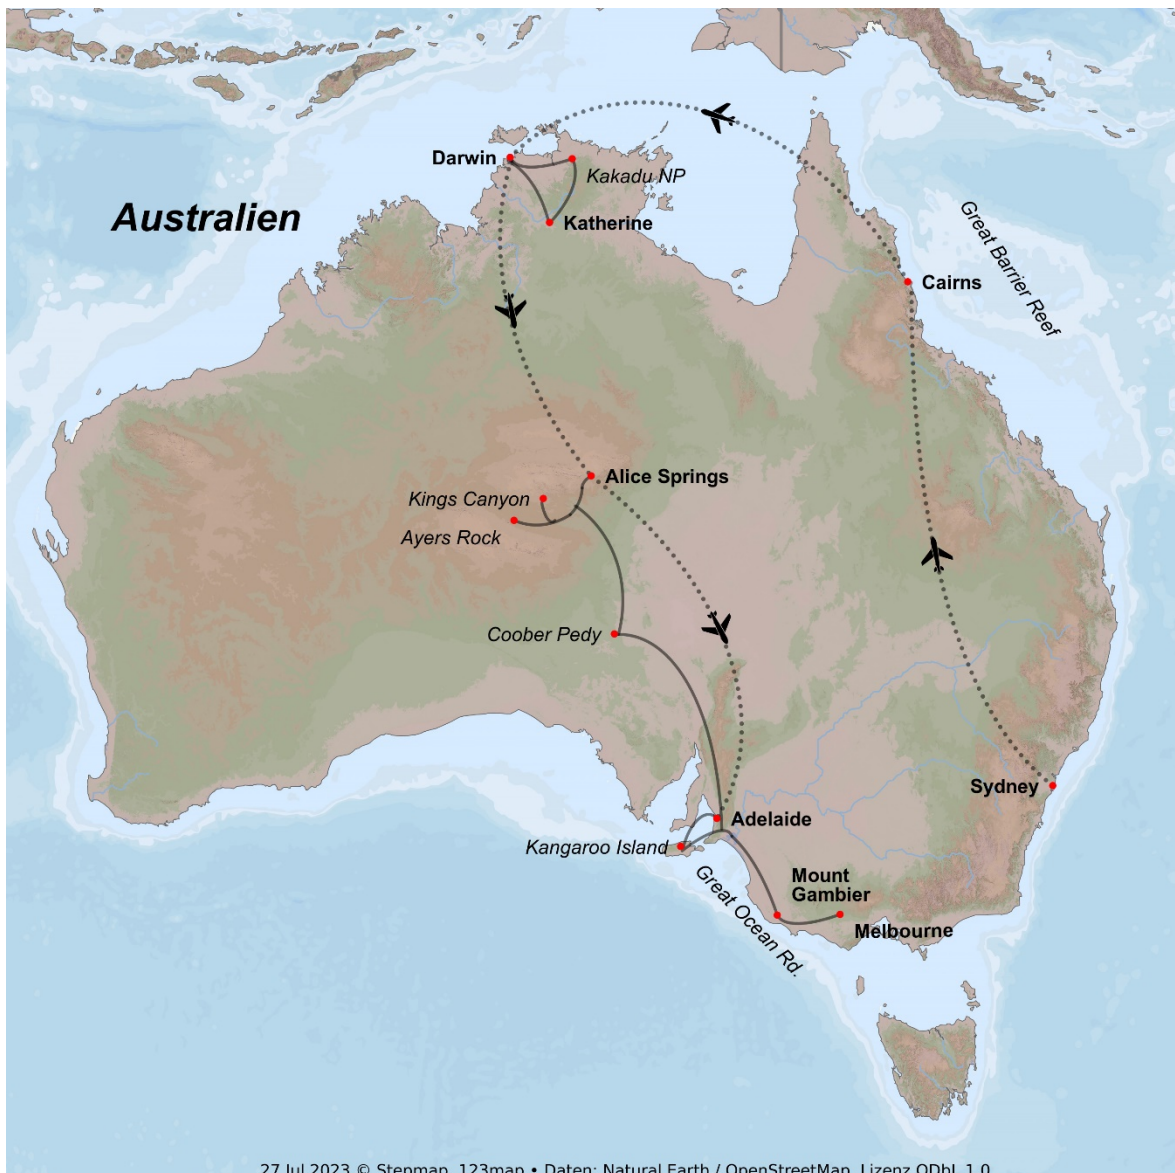 Darwin
Kakadu NP
Australien
Katherine
Great Barrier Reef
Cairns
Alice Springs
Kings Canyon
Ayers Rock
Coober Pedy
Sydney
Adelaide
Kangaroo Island
Mount
Gambier
Great Ocean Rd.
Melbourne
27 Jul 2023 © Stepmap, 123map • Daten: Natural Earth / OpenStreetMap, Lizenz ODbL 1.0